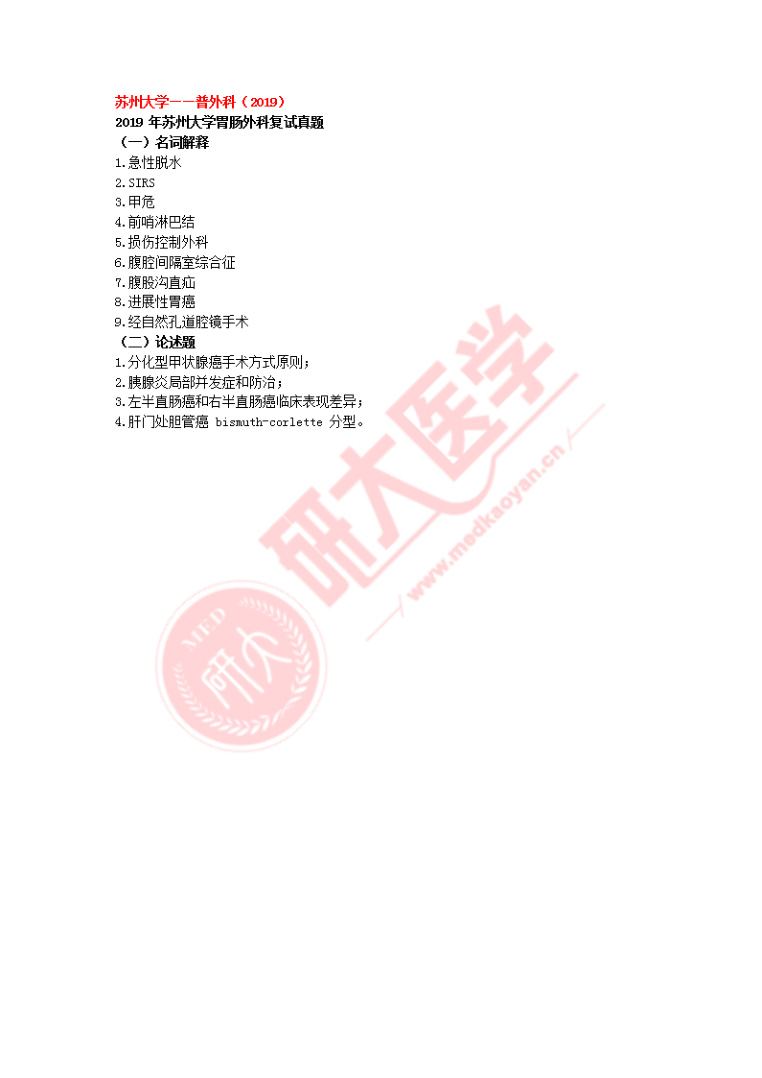 苏州大学——普外科（2019）
2019 年苏州大学胃肠外科复试真题
（一）名词解释
1.急性脱水
2.SIRS
3.甲危
4.前哨淋巴结
5.损伤控制外科
6.腹腔间隔室综合征
7.腹股沟直疝
8.进展性胃癌
9.经自然孔道腔镜手术
（二）论述题
1.分化型甲状腺癌手术方式原则；
2.胰腺炎局部并发症和防治；
3.左半直肠癌和右半直肠癌临床表现差异；
4.肝门处胆管癌 bismuth-corlette 分型。
研大医学
www.medkaoyan.cn
MED
研大